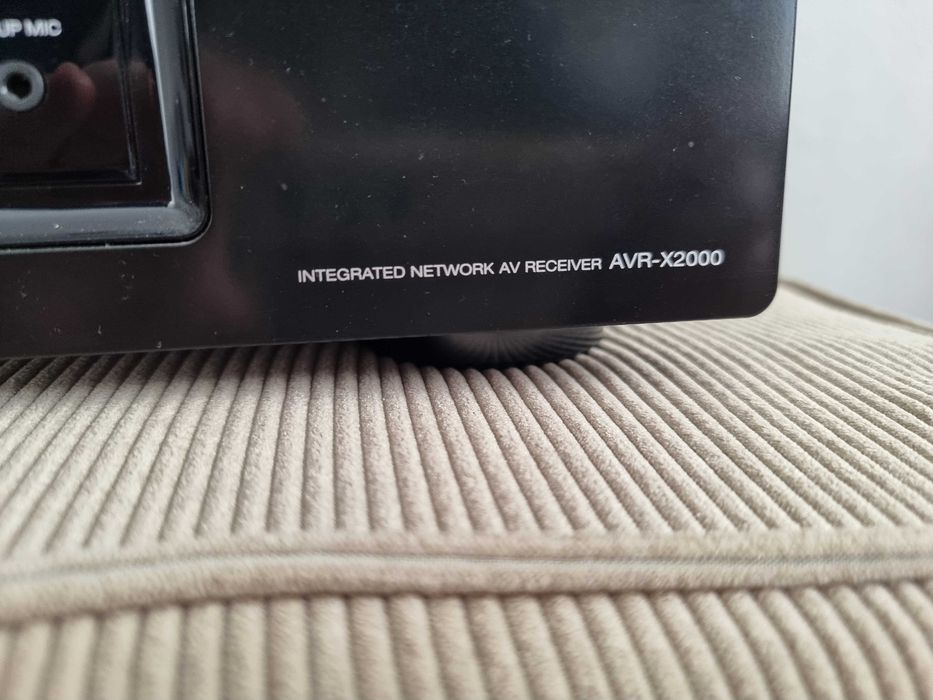 UP MIC
INTEGRATED NETWORK AV RECEIVER AVR-X2000